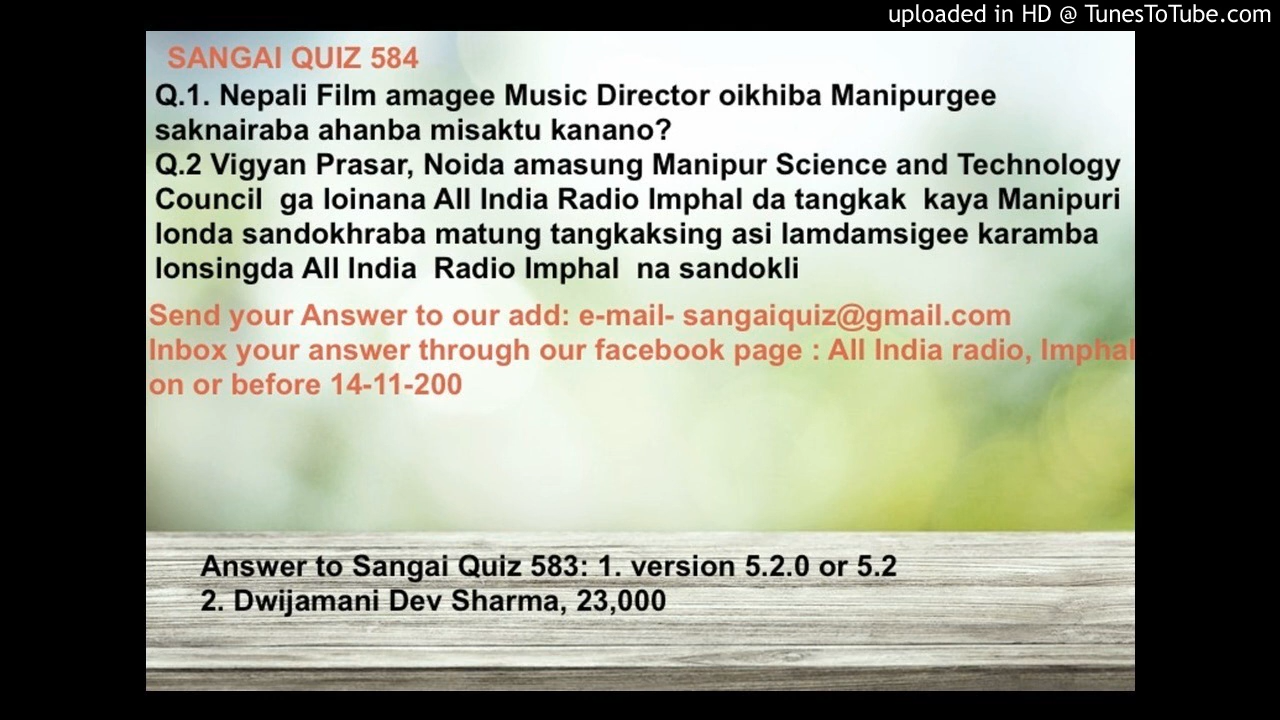 uploaded in HD @ TunesToTube.com
SANGAI QUIZ 584
Q.1. Nepali Film amagee Music Director oikhiba Manipurgee
saknairaba ahanba misaktu kanano?
Q.2 Vigyan Prasar, Noida amasung Manipur Science and Technology
Council ga loinana All India Radio Imphal da tangkak kaya Manipuri
londa sandokhraba matung tangkaksing asi lamdamsigee karamba
lonsingda All India Radio Imphal na sandokli
Send your Answer to our add: e-mail- sangaiquiz@gmail.com
Inbox your answer through our facebook page : All India radio, Imphal
on or before 14-11-200
Answer to Sangai Quiz 583: 1. version 5.2.0 or 5.2
2. Dwijamani Dev Sharma, 23,000